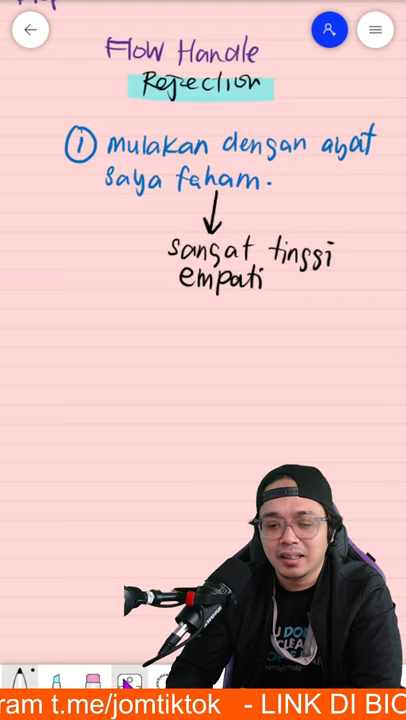 Flow Handle
Rejection
① mulakan dengan ayat
saya faham.
sangat tinggi
empati
ram t.me/jomtiktok - LINK DI BIO